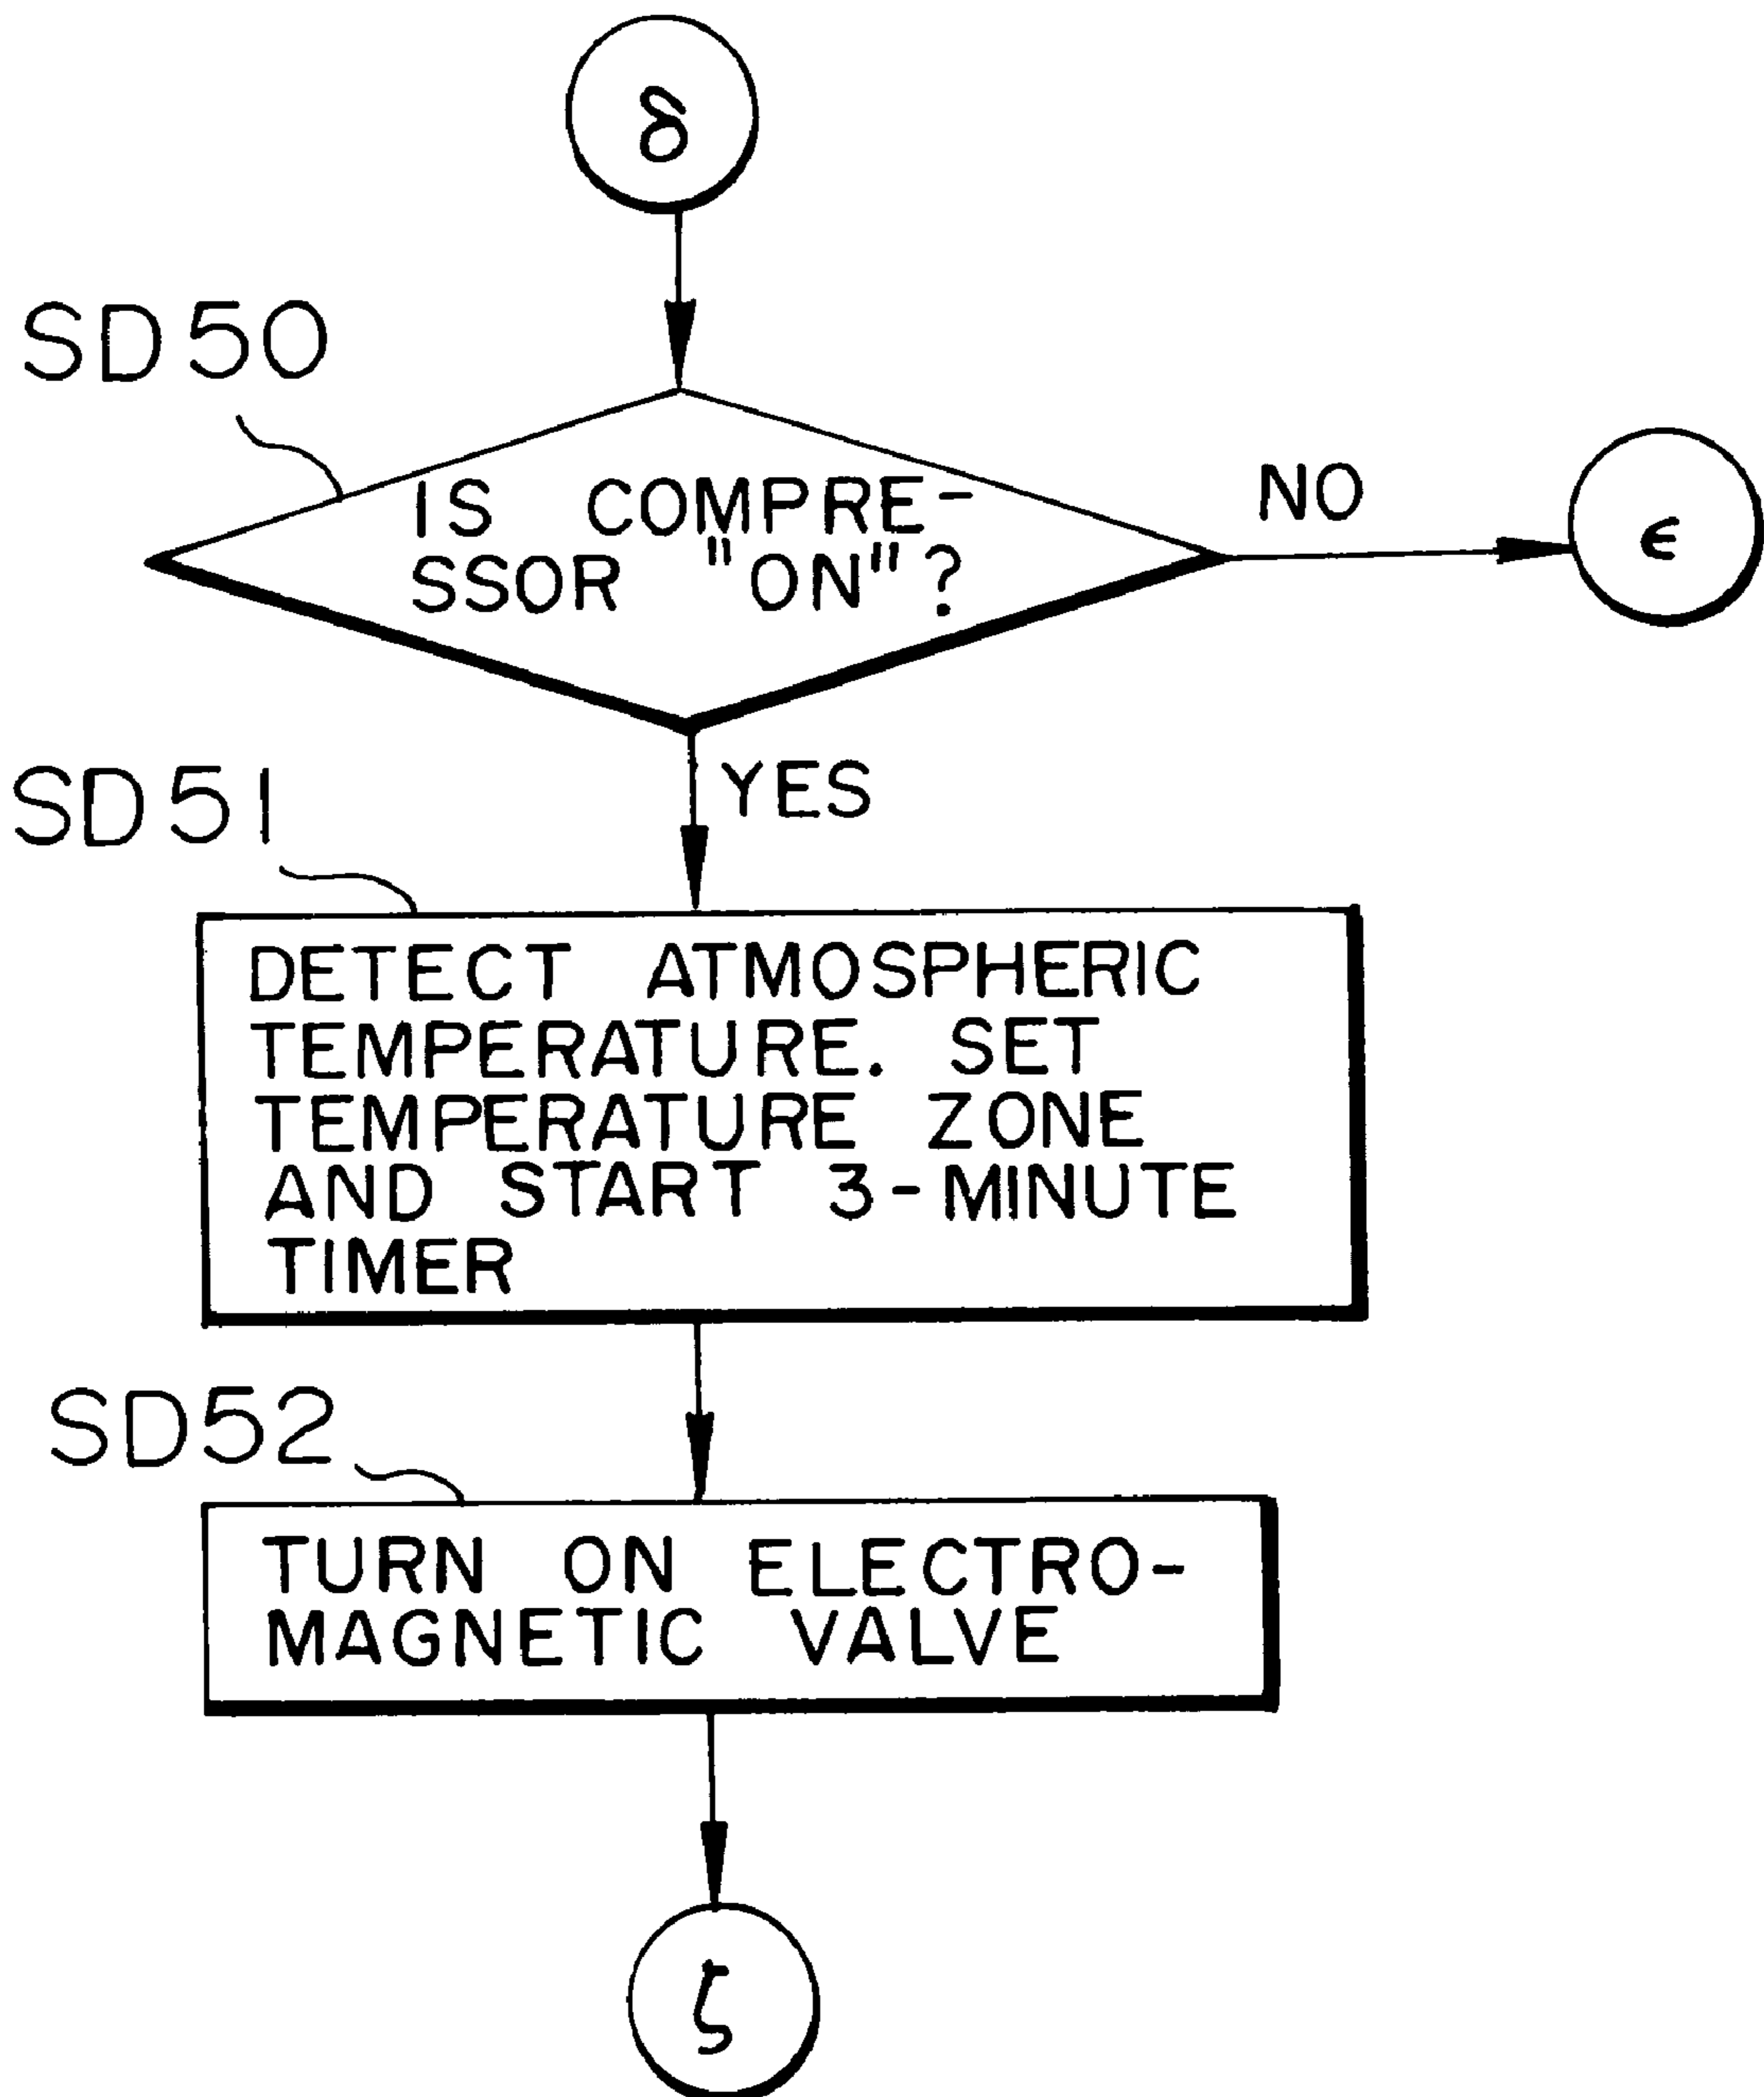 δ
SD50
IS COMPRE-
SSOR "ON"?
NO
ϵ
YES
SD51
DETECT ATMOSPHERIC
TEMPERATURE. SET
TEMPERATURE ZONE
AND START 3-MINUTE
TIMER
SD52
TURN ON ELECTRO-
MAGNETIC VALVE
ζ